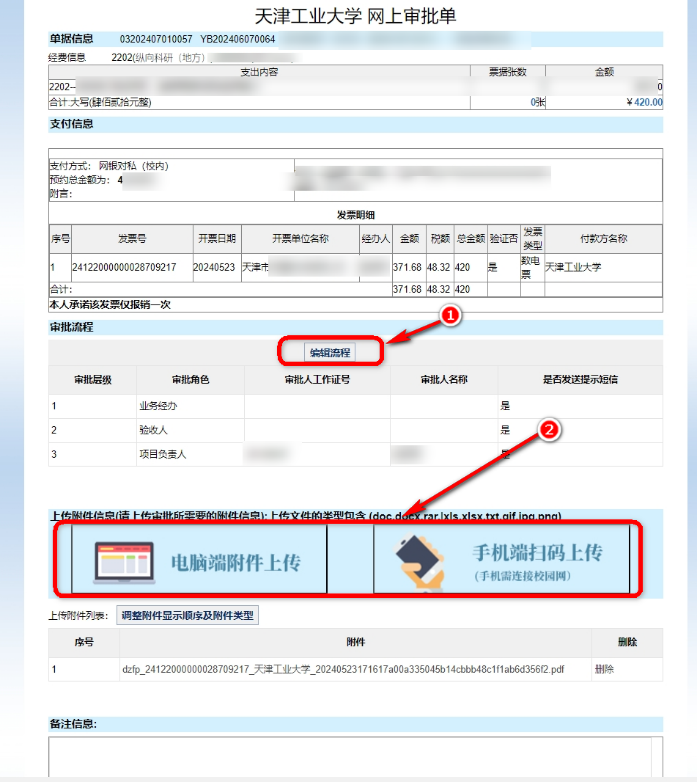 天津工业大学 网上审批单
单据信息 03202407010057 YB202406070064
经费信息 2202(纵向科研（地方）
支出内容 票据张数 金额
2202-- 0
合计:大写(肆佰贰拾元整) 0张 ￥420.00
支付信息
支付方式： 网银对私（校内）
预约总金额为： 4
附言：
发票明细
序号 发票号 开票日期 开票单位名称 经办人 金额 税额 总金额 验证否 发票类型 付款方名称
1 24122000000028709217 20240523 天津市 371.68 48.32 420 是 数电票 天津工业大学
合计： 371.68 48.32 420
本人承诺该发票仅报销一次
审批流程
1
编辑流程
审批层级 审批角色 审批人工作证号 审批人名称 是否发送提示短信
1 业务经办 是
2 验收人 是
2
3 项目负责人 是
上传附件信息(请上传审批所需要的附件信息); 上传文件的类型包含 (doc,docx,rar,jxls,xlsx,txt,gif,jpg,png)
电脑端附件上传
手机端扫码上传
(手机需连接校园网)
上传附件列表： 调整附件显示顺序及附件类型
序号 附件 删除
1 dzfp_24122000000028709217_天津工业大学_20240523171617a00a335045b14cbbb48c1f1ab6d356f2.pdf 删除
备注信息: